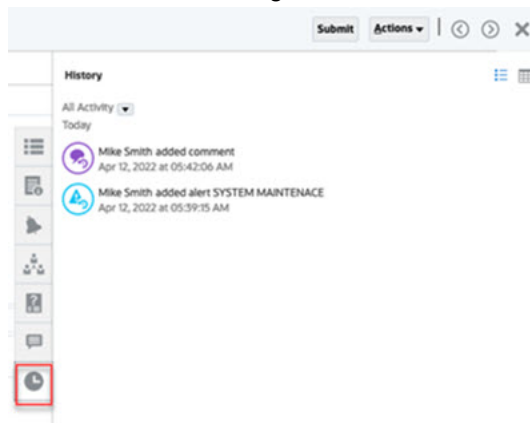 Submit Actions
History
All Activity
Today
Mike Smith added comment
Apr 12, 2022 at 05:42:06 AM
Mike Smith added alert SYSTEM MAINTENACE
Apr 12, 2022 at 05:39:15 AM